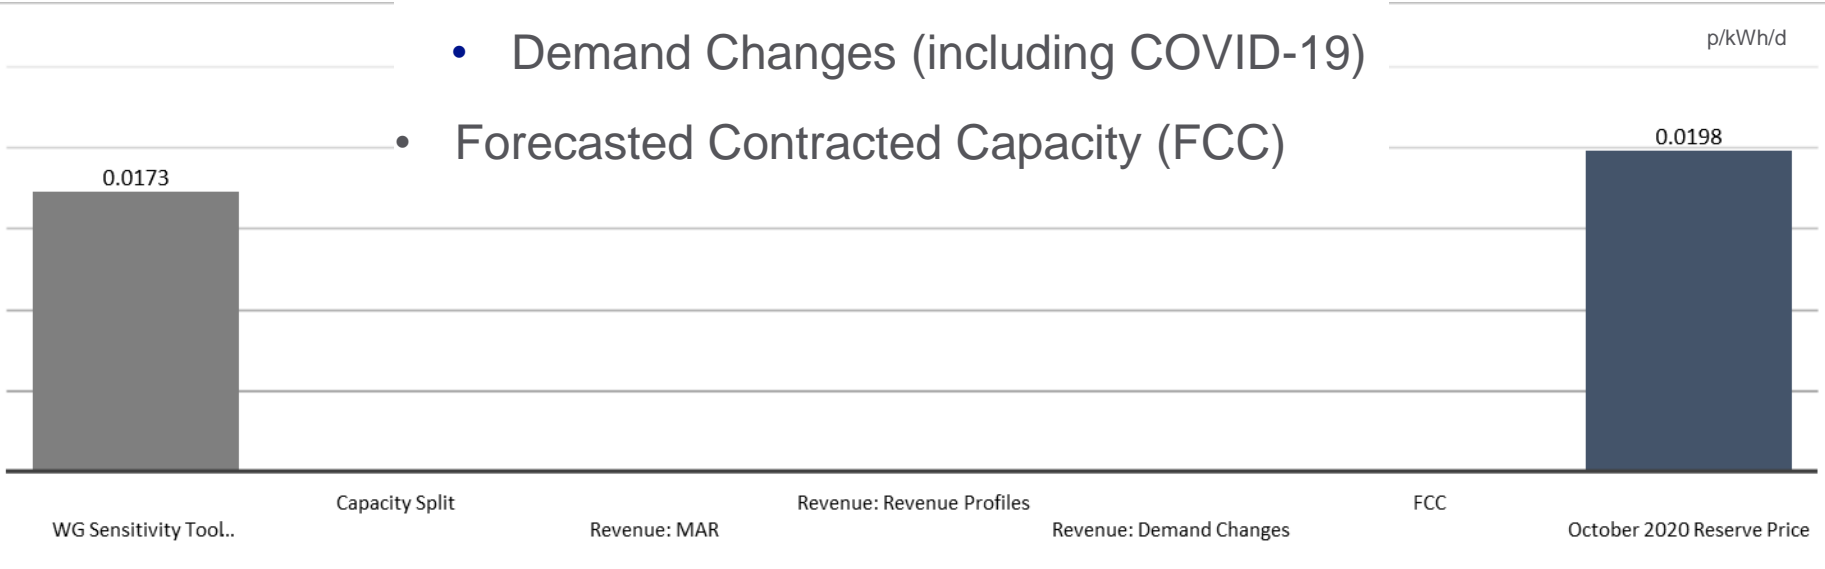 • Demand Changes (including COVID-19)
p/kWh/d
• Forecasted Contracted Capacity (FCC)
0.0198
0.0173
Capacity Split
Revenue: Revenue Profiles
FCC
WG Sensitivity Tool...
Revenue: MAR
Revenue: Demand Changes
October 2020 Reserve Price